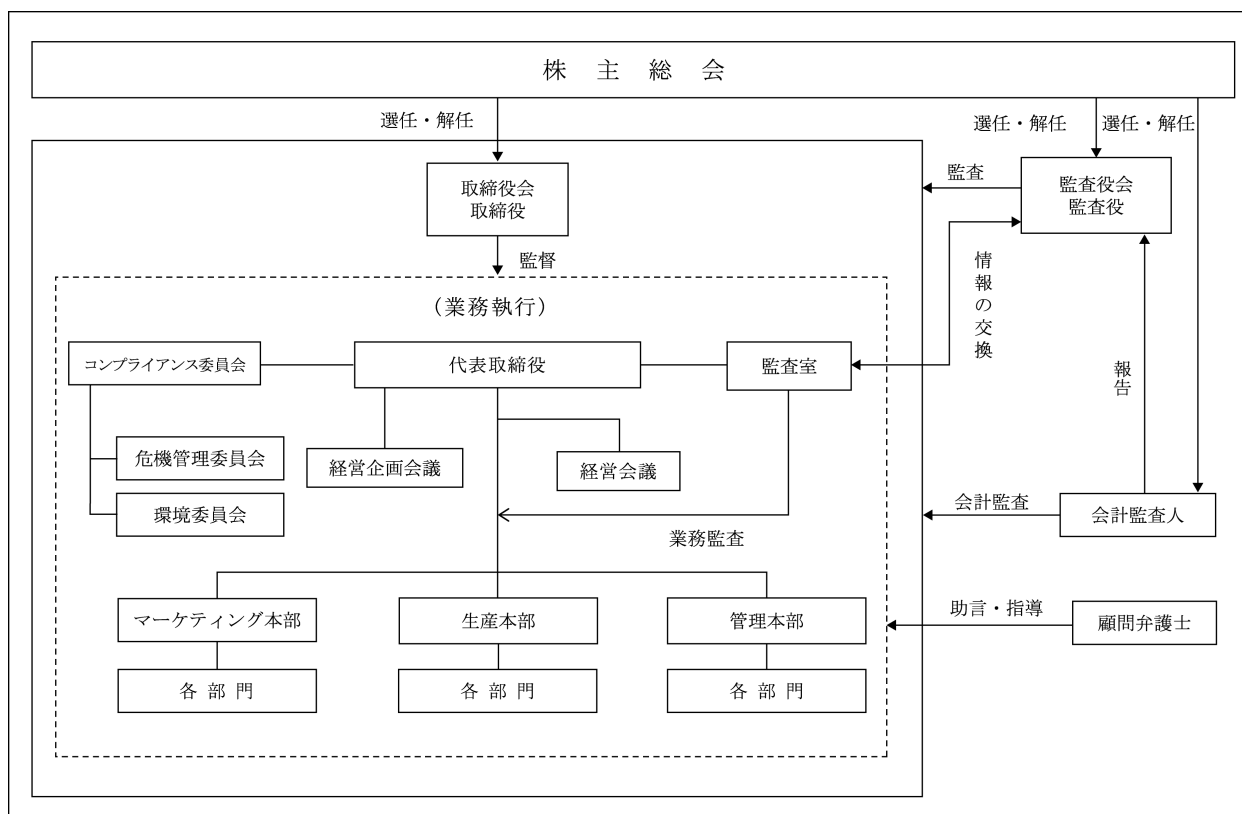 株主総会
選任・解任
選任・解任
選任・解任
取締役会
取締役
監査
監査役会
監査役
監督
情報の交換
（業務執行）
コンプライアンス委員会
代表取締役
監査室
報告
危機管理委員会
経営企画会議
経営会議
環境委員会
会計監査
会計監査人
業務監査
マーケティング本部
生産本部
管理本部
助言・指導
顧問弁護士
各部門
各部門
各部門